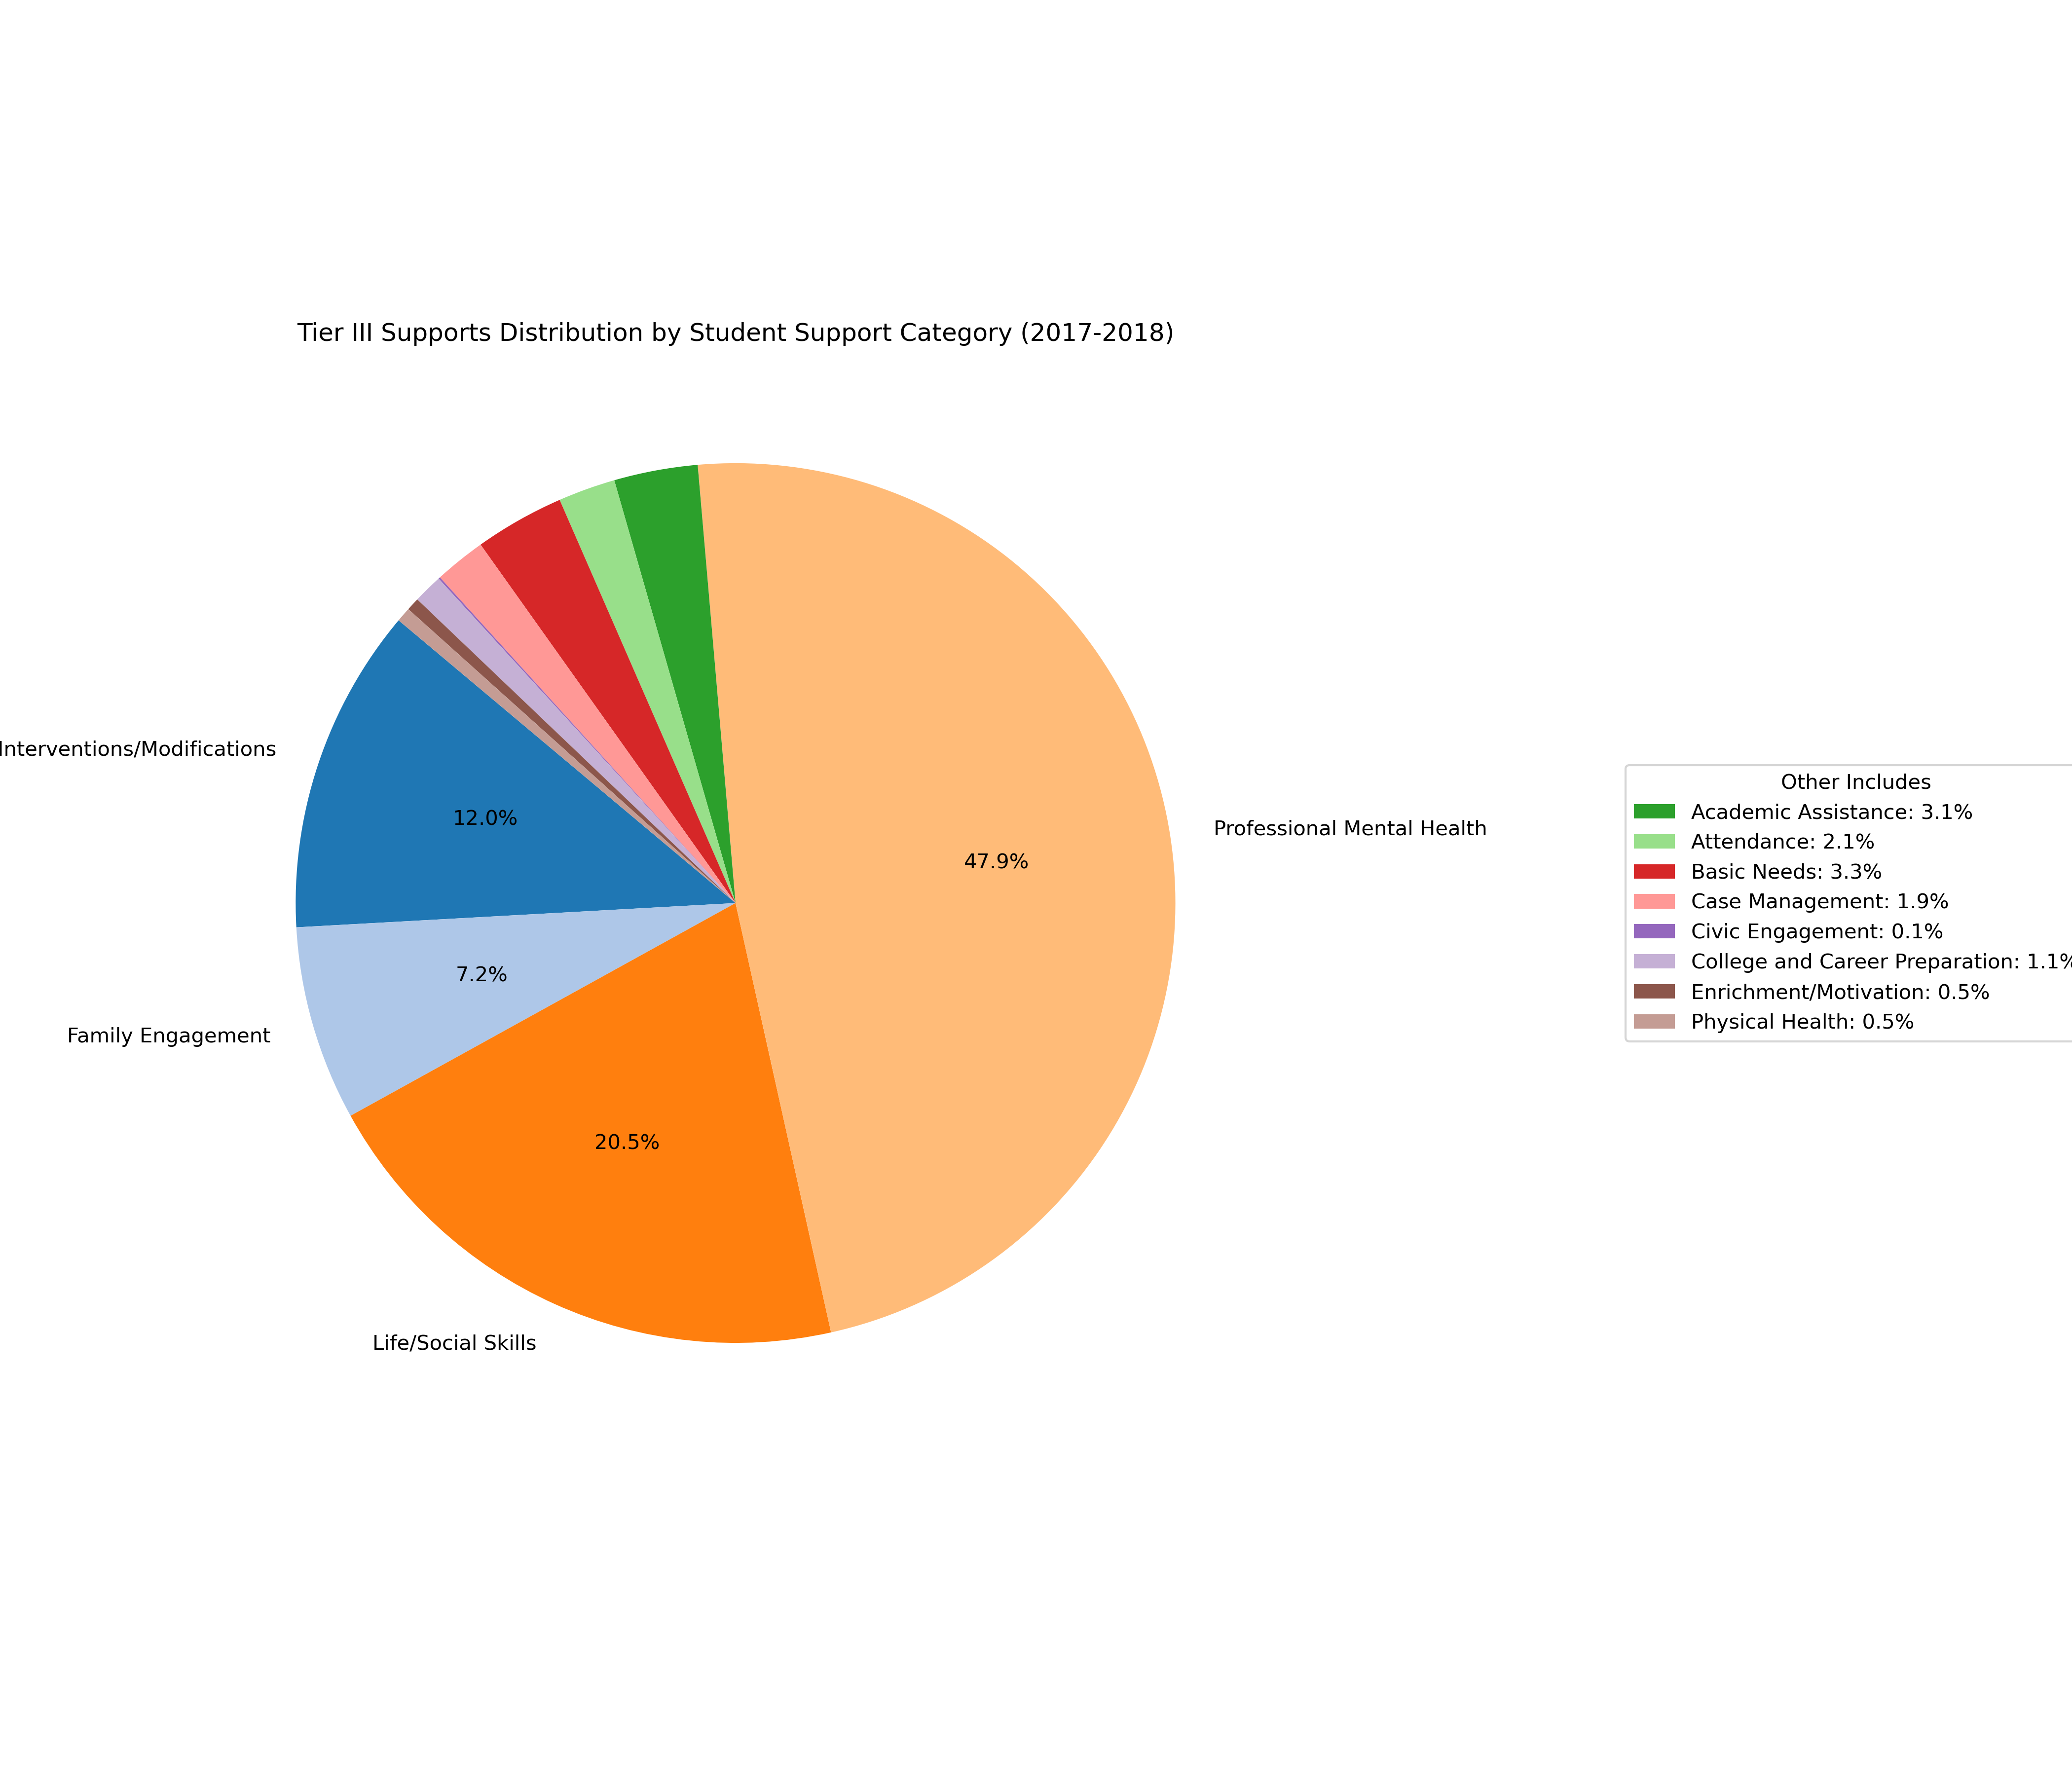 Tier III Supports Distribution by Student Support Category (2017-2018)
Interventions/Modifications
12.0%
47.9%
Professional Mental Health
7.2%
Family Engagement
20.5%
Life/Social Skills
Other Includes
Academic Assistance: 3.1%
Attendance: 2.1%
Basic Needs: 3.3%
Case Management: 1.9%
Civic Engagement: 0.1%
College and Career Preparation: 1.1%
Enrichment/Motivation: 0.5%
Physical Health: 0.5%